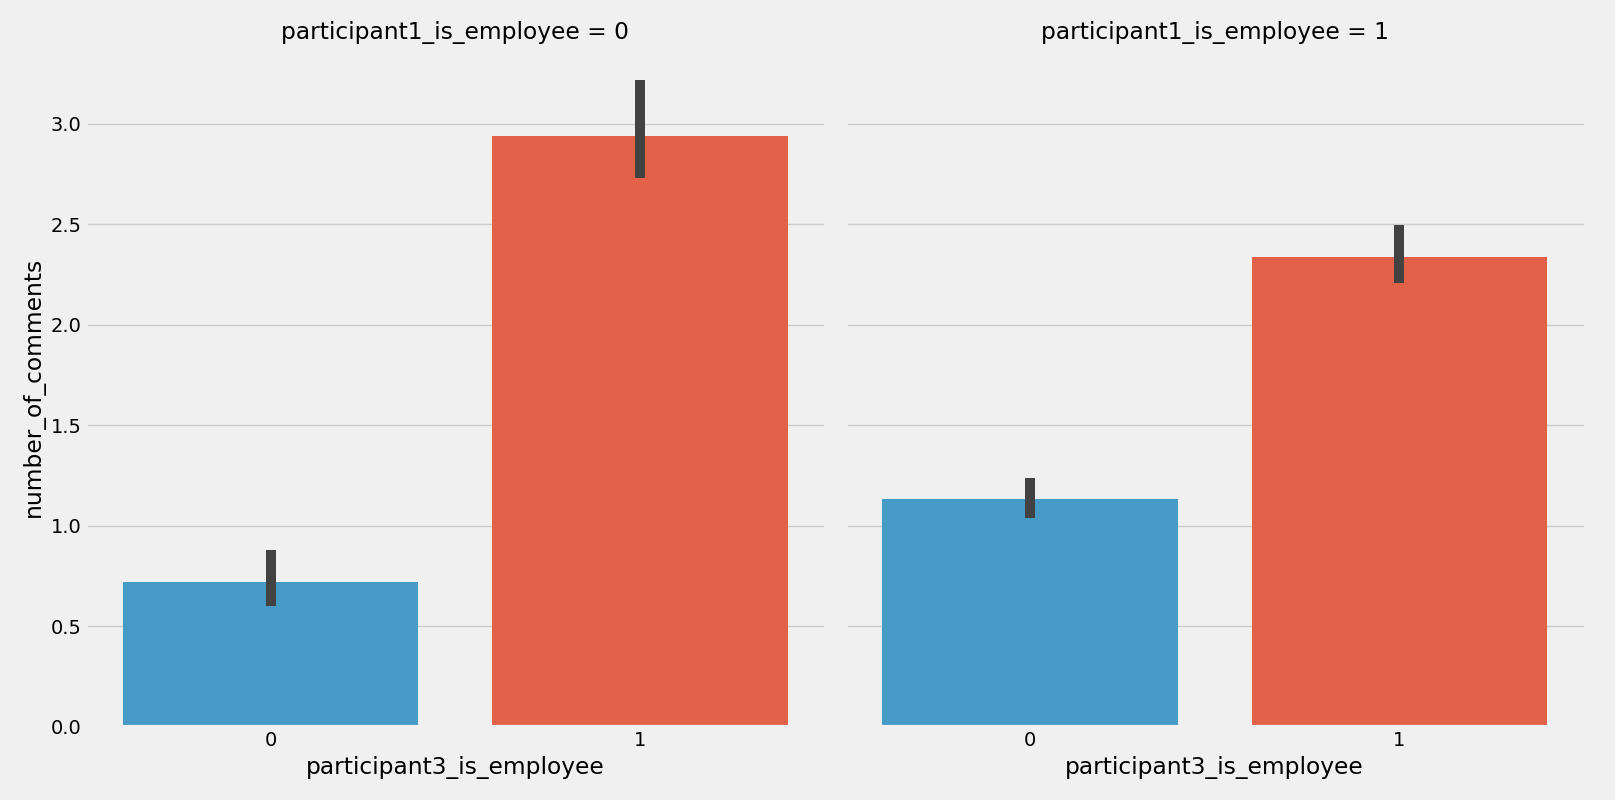 participant1_is_employee = 0
participant1_is_employee = 1
number_of_comments
3.0
2.5
2.0
1.5
1.0
0.5
0.0
0 1
0 1
participant3_is_employee
participant3_is_employee